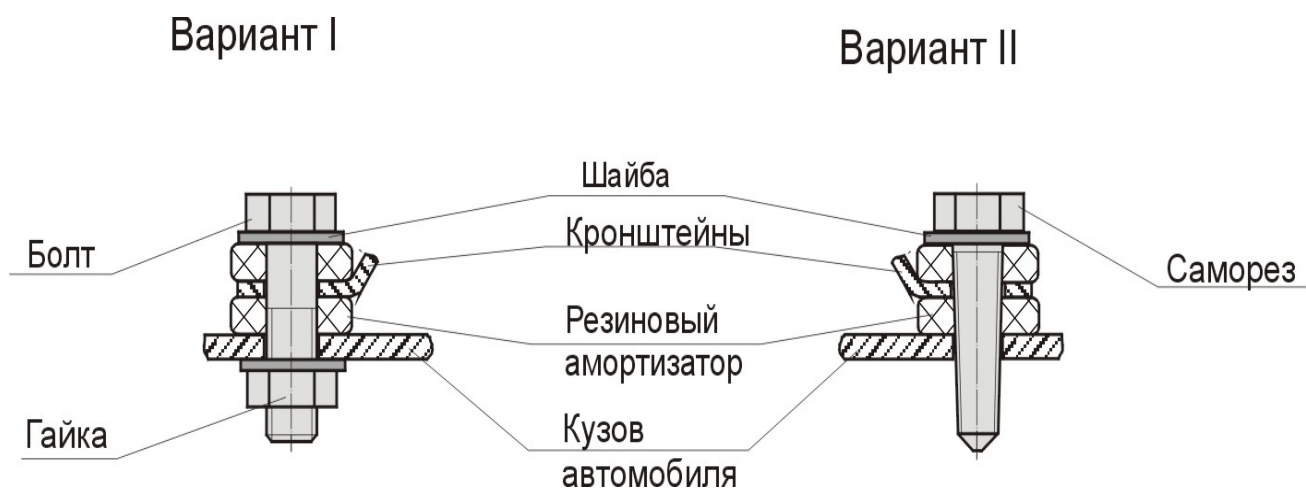 Вариант I
Вариант II
Шайба
Кронштейны
Болт
Саморез
Резиновый
амортизатор
Гайка
Кузов
автомобиля